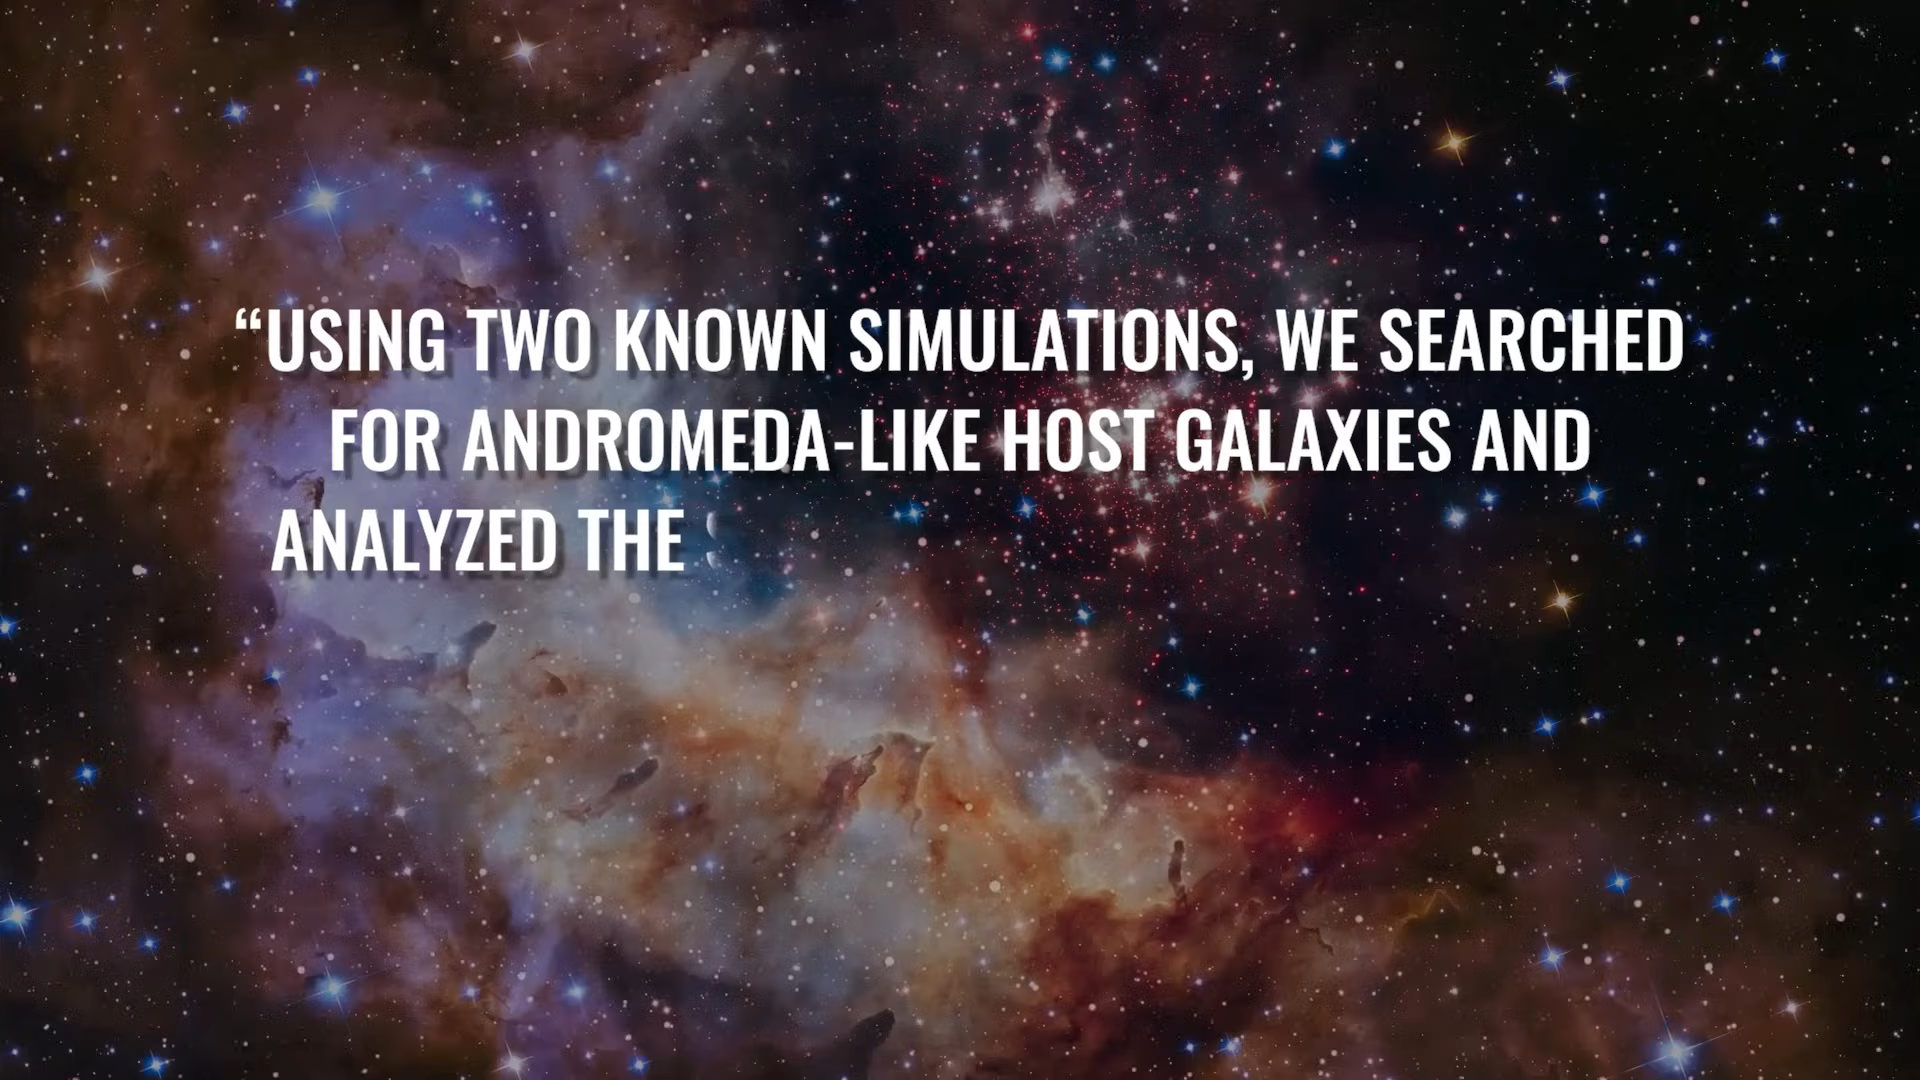 “USING TWO KNOWN SIMULATIONS, WE SEARCHED
FOR ANDROMEDA-LIKE HOST GALAXIES AND
ANALYZED THE